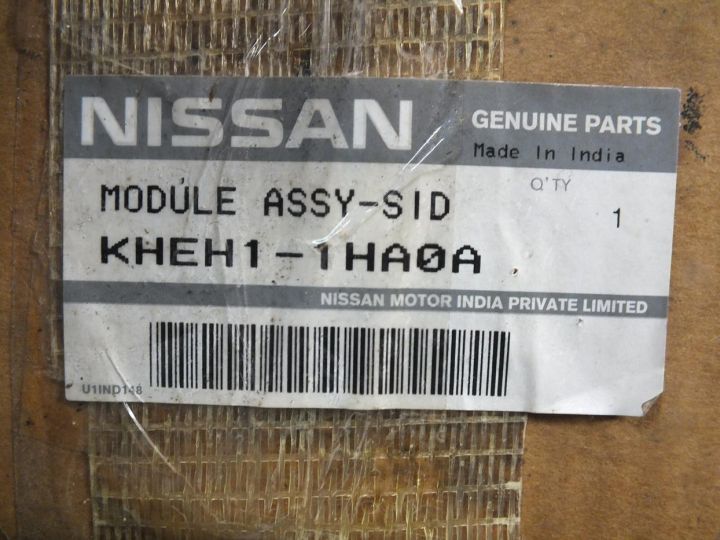 NISSAN
GENUINE PARTS
Made In India
MODULE ASSY-SID
Q'TY
1
KHEH1-1HA0A
NISSAN MOTOR INDIA PRIVATE LIMITED
U1IND148